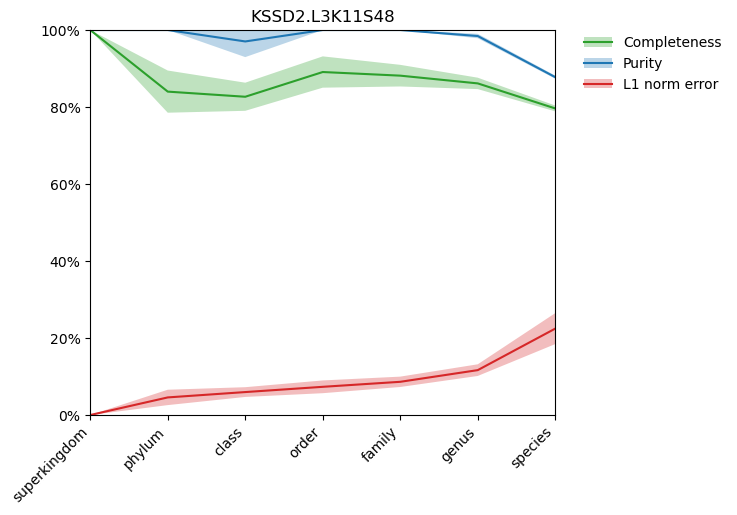 KSSD2.L3K11S48
100%
80%
60%
40%
20%
0%
superkingdom
phylum
class
order
family
genus
species
Completeness
Purity
L1 norm error